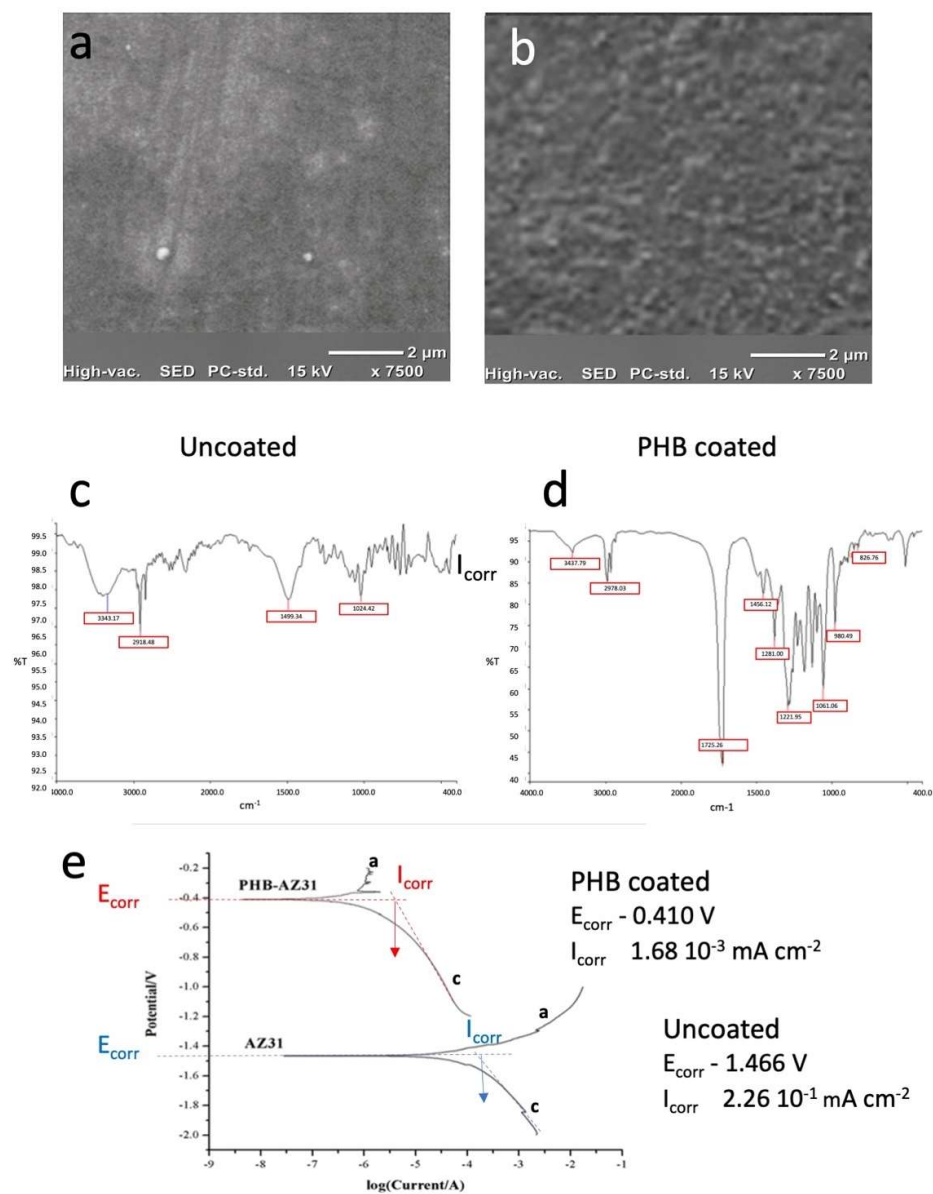 a
b
2 µm
High-vac. SED PC-std. 15 kV x 7500
2 µm
High-vac. SED PC-std. 15 kV x 7500
Uncoated
PHB coated
c
99.5
99.0
98.5
98.0
97.5
97.0
96.5
96.0
95.5
95.0
94.5
94.0
93.5
93.0
92.5
92.0
%T
3343.17
2918.48
1499.34
1024.42
Icorr
3000.0
2000.0
1500.0
1000.0
400.0
cm-1
d
95
90
85
80
75
70
65
60
55
50
45
40
%T
3437.79
2978.03
1725.26
1456.12
1281.00
1221.95
1061.06
980.49
826.76
4000.0
3000.0
2000.0
1500.0
1000.0
400.0
cm-1
e
Ecorr
Ecorr
Potential/V
-0.2
-0.4
-0.6
-0.8
-1.0
-1.2
-1.4
-1.6
-1.8
-2.0
PHB-AZ31
a
Icorr
c
AZ31
Icorr
a
c
-9 -8 -7 -6 -5 -4 -3 -2 -1
log(Current/A)
PHB coated
Ecorr - 0.410 V
Icorr 1.68 10-3 mA cm-2
Uncoated
Ecorr - 1.466 V
Icorr 2.26 10-1 mA cm-2